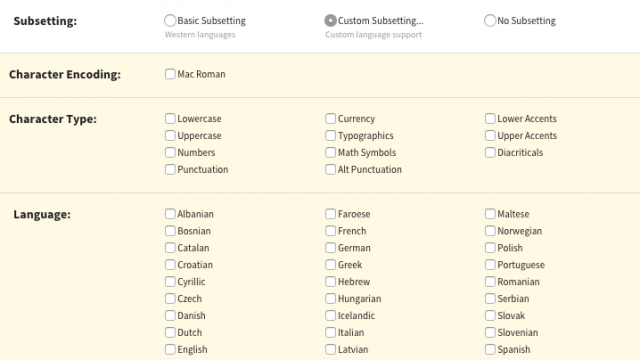 Subsetting: Basic Subsetting Custom Subsetting... No Subsetting
Western languages Custom language support
Character Encoding: Mac Roman
Character Type: Lowercase Currency Lower Accents
Uppercase Typographics Upper Accents
Numbers Math Symbols Diacriticals
Punctuation Alt Punctuation
Language: Albanian Faroese Maltese
Bosnian French Norwegian
Catalan German Polish
Croatian Greek Portuguese
Cyrillic Hebrew Romanian
Czech Hungarian Serbian
Danish Icelandic Slovak
Dutch Italian Slovenian
English Latvian Spanish